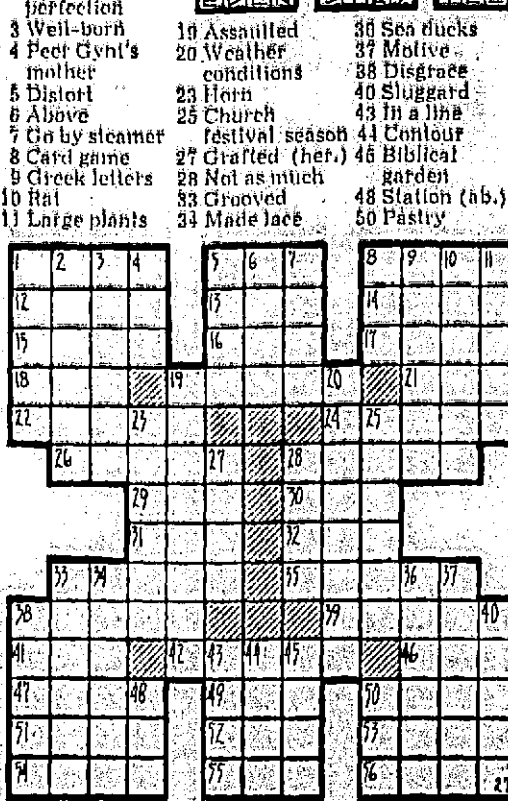 perfection
3 Well-born
4 Peer Gynt's
mother
5 Distort
6 Above
7 Go by steamer
8 Card game
9 Greek letters
10 Rat
11 Large plants
19 Assaulted
20 Weather
conditions
23 Horn
25 Church
festival season
27 Grafted (her.)
28 Not as much
33 Grooved
34 Made lace
36 Sea ducks
37 Motive
38 Disgrace
40 Sluggard
43 In a line
44 Contour
46 Biblical
garden
48 Station (ab.)
50 Pastry
1 2 3 4 5 6 7 8 9 10 11
12 13 14
15 16 17
18 19 20 21
22 23 24 25
26 27 28
29 30
31 32
33 34 35 36 37
38 39 40
41 42 43 44 45 46
47 48 49 50
51 52 53
54 55 56
27